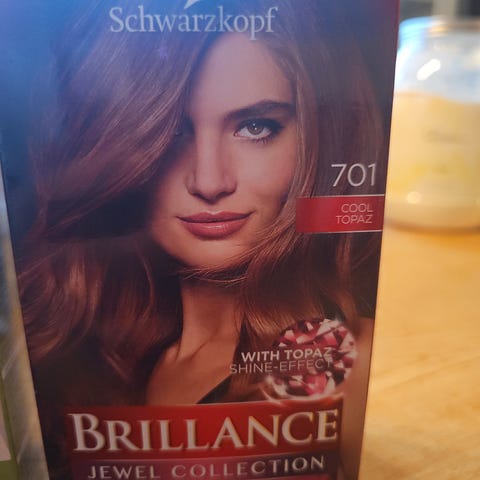 Schwarzkopf
701
COOL
TOPAZ
WITH TOPAZ
SHINE-EFFECT
BRILLANCE
JEWEL COLLECTION